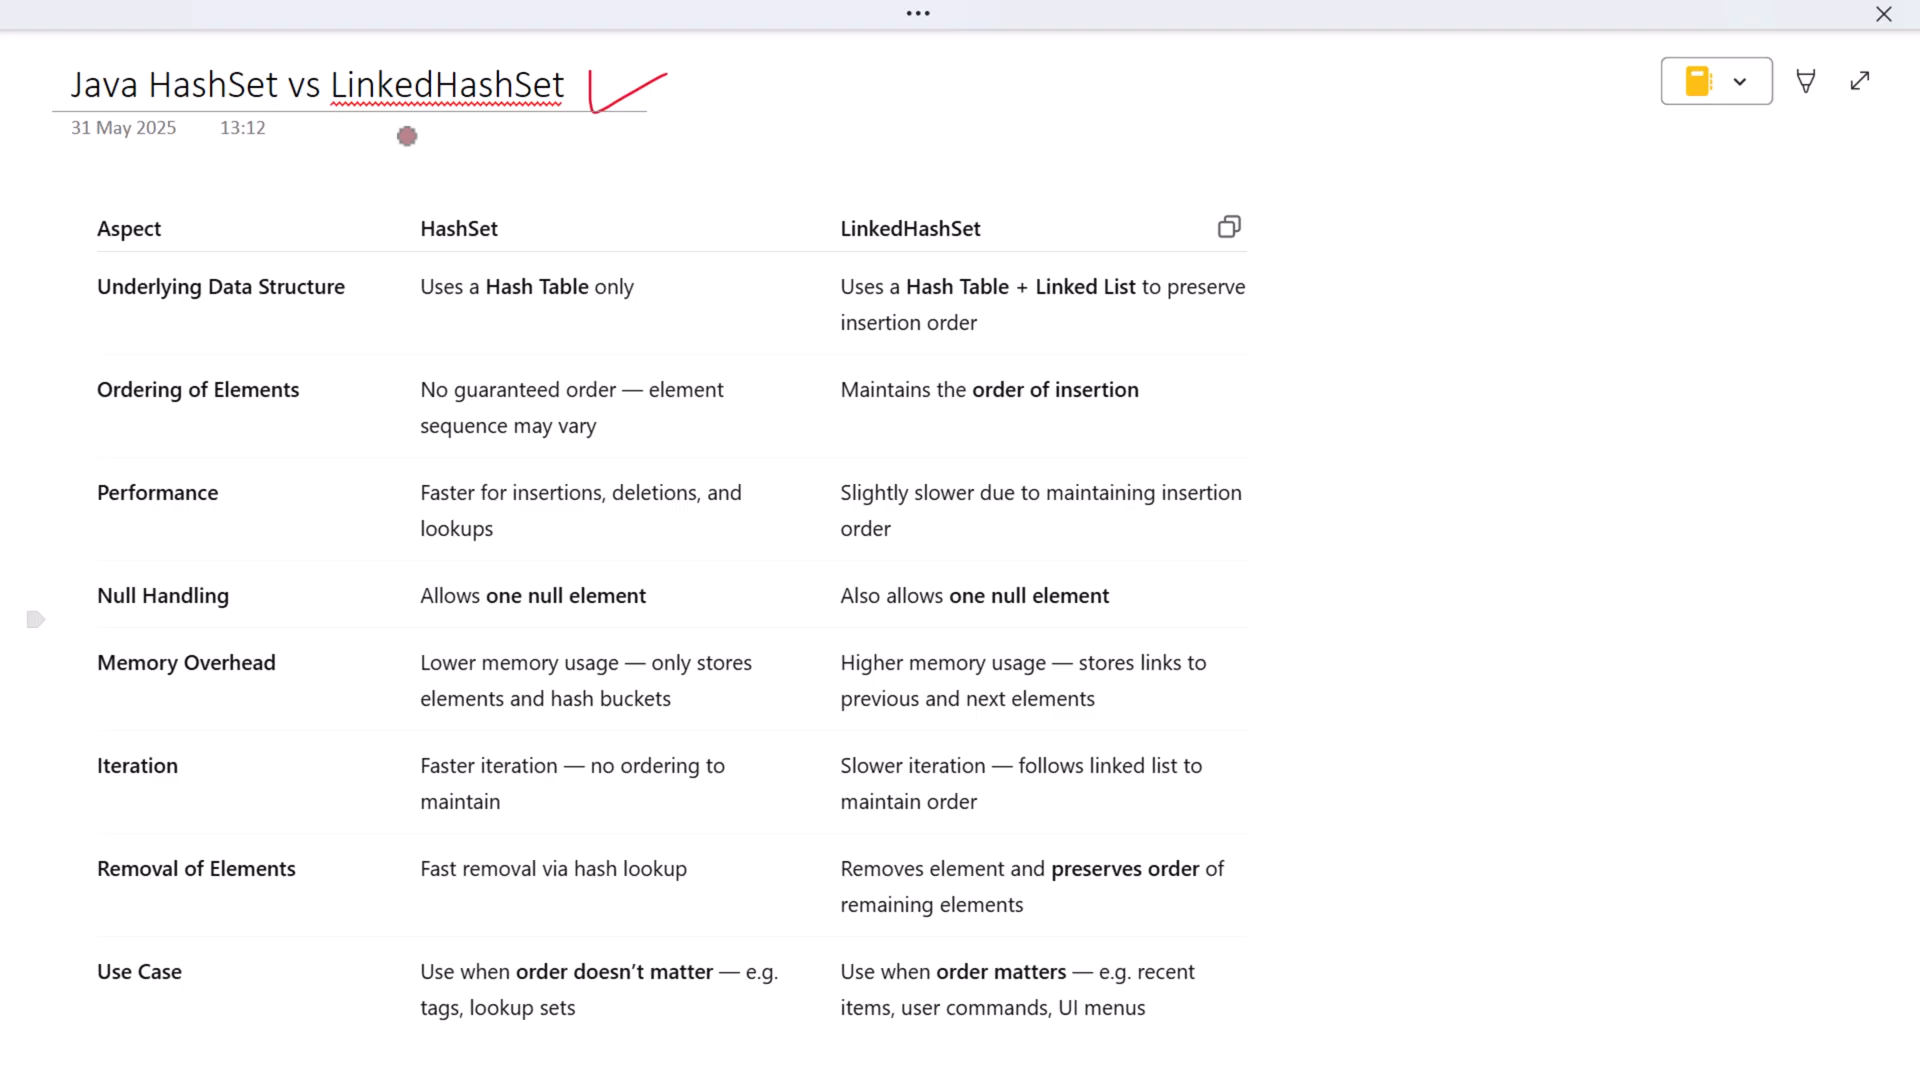 Java HashSet vs LinkedHashSet
31 May 2025 13:12
Aspect HashSet LinkedHashSet
Underlying Data Structure Uses a Hash Table only Uses a Hash Table + Linked List to preserve
insertion order
Ordering of Elements No guaranteed order — element Maintains the order of insertion
sequence may vary
Performance Faster for insertions, deletions, and Slightly slower due to maintaining insertion
lookups order
Null Handling Allows one null element Also allows one null element
Memory Overhead Lower memory usage — only stores Higher memory usage — stores links to
elements and hash buckets previous and next elements
Iteration Faster iteration — no ordering to Slower iteration — follows linked list to
maintain maintain order
Removal of Elements Fast removal via hash lookup Removes element and preserves order of
remaining elements
Use Case Use when order doesn’t matter — e.g. Use when order matters — e.g. recent
tags, lookup sets items, user commands, UI menus